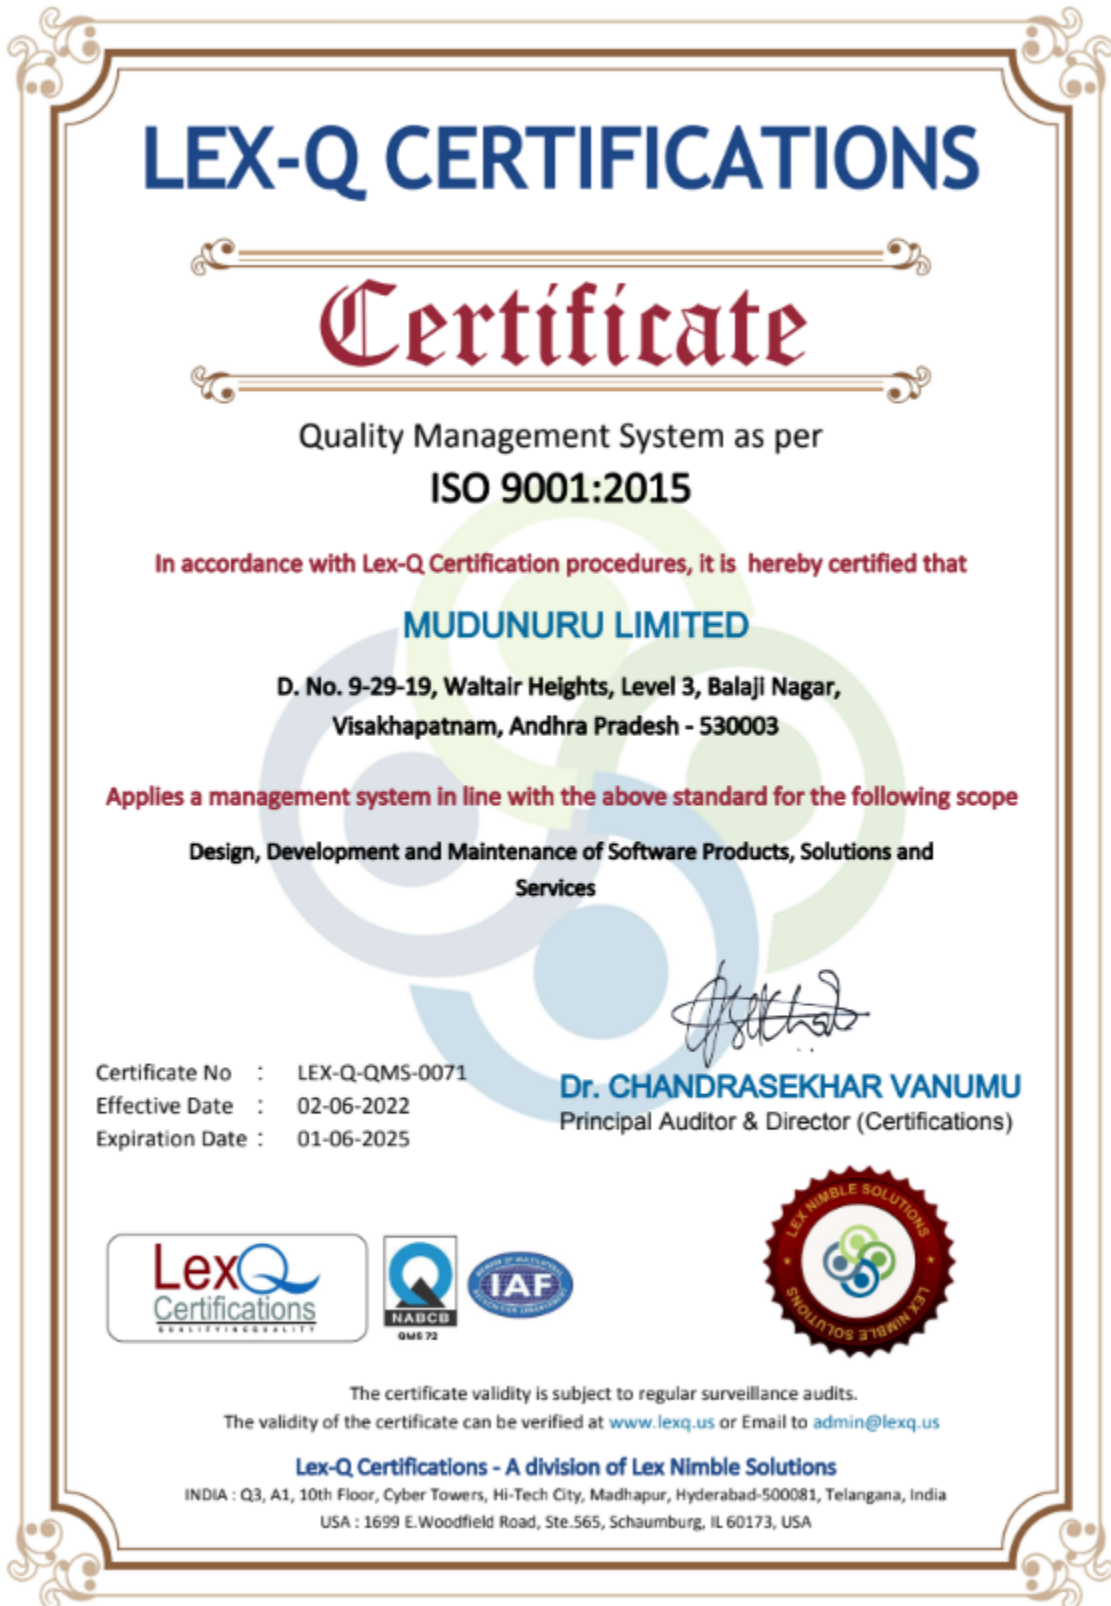 LEX-Q CERTIFICATIONS
Certificate
Quality Management System as per
ISO 9001:2015
In accordance with Lex-Q Certification procedures, it is hereby certified that
MUDUNURU LIMITED
D. No. 9-29-19, Waltair Heights, Level 3, Balaji Nagar,
Visakhapatnam, Andhra Pradesh - 530003
Applies a management system in line with the above standard for the following scope
Design, Development and Maintenance of Software Products, Solutions and
Services
Certificate No : LEX-Q-QMS-0071
Effective Date : 02-06-2022
Expiration Date : 01-06-2025
Dr. CHANDRASEKHAR VANUMU
Principal Auditor & Director (Certifications)
LexQ
Certifications
QUALIFYINGEQUALITY
NABCB
QMS 72
MEMBER OF MULTILATERAL
IAF
RECOGNITION ARRANGEMENT
LEX NIMBLE SOLUTIONS
LEX NIMBLE SOLUTIONS
The certificate validity is subject to regular surveillance audits.
The validity of the certificate can be verified at www.lexq.us or Email to admin@lexq.us
Lex-Q Certifications - A division of Lex Nimble Solutions
INDIA : Q3, A1, 10th Floor, Cyber Towers, Hi-Tech City, Madhapur, Hyderabad-500081, Telangana, India
USA : 1699 E.Woodfield Road, Ste.565, Schaumburg, IL 60173, USA